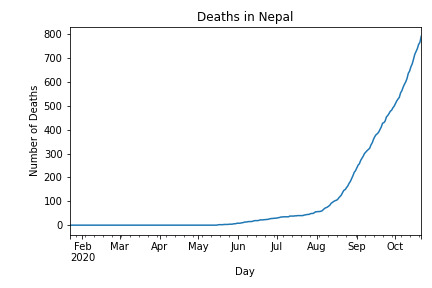 Deaths in Nepal
Number of Deaths
800
700
600
500
400
300
200
100
0
Feb Mar Apr May Jun Jul Aug Sep Oct
2020
Day